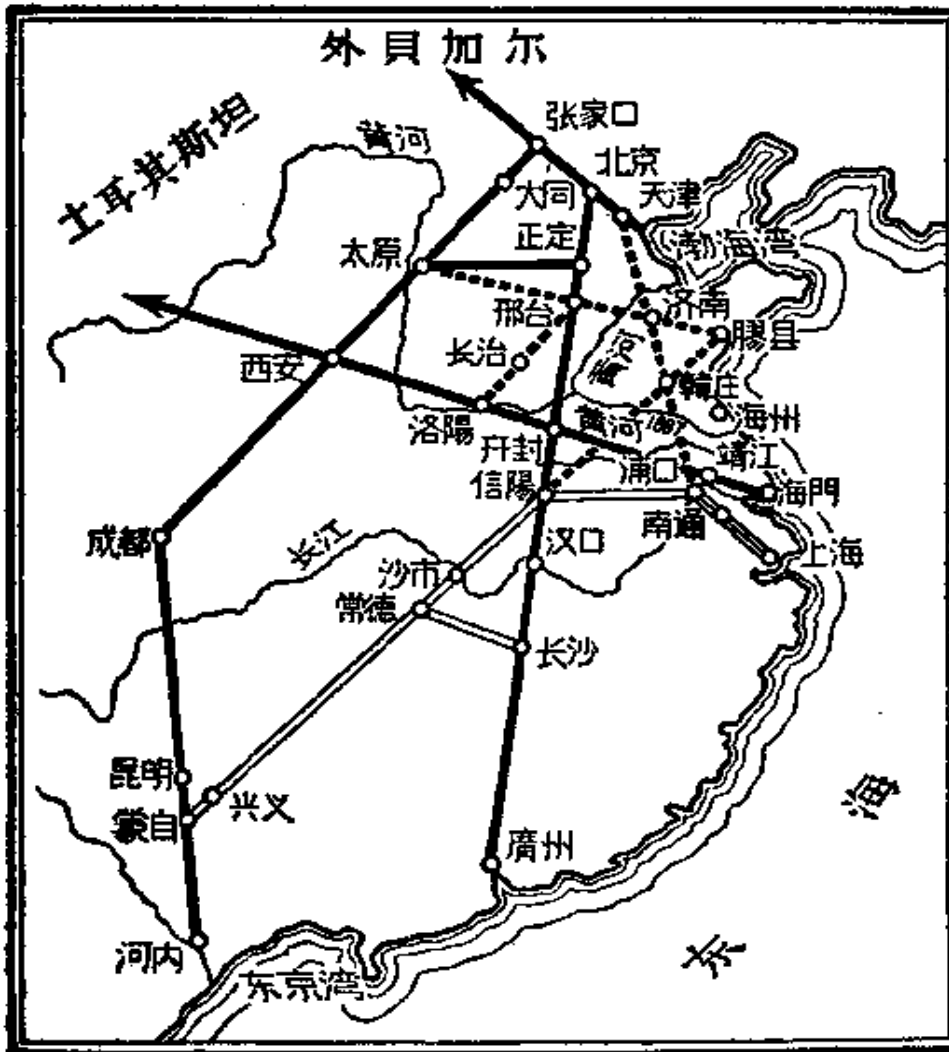 外貝加尔
张家口
黄河
北京
土耳其斯坦
大同
天津
正定
渤海湾
太原
邢台
济南
膠县
长治
黄河
西安
韓庄
洛陽
黄河
1887
海州
开封
靖江
浦口
信陽
海門
南通
成都
长江
汉口
上海
沙市
常德
长沙
昆明
兴义
蒙自
海
廣州
东
河内
东京湾